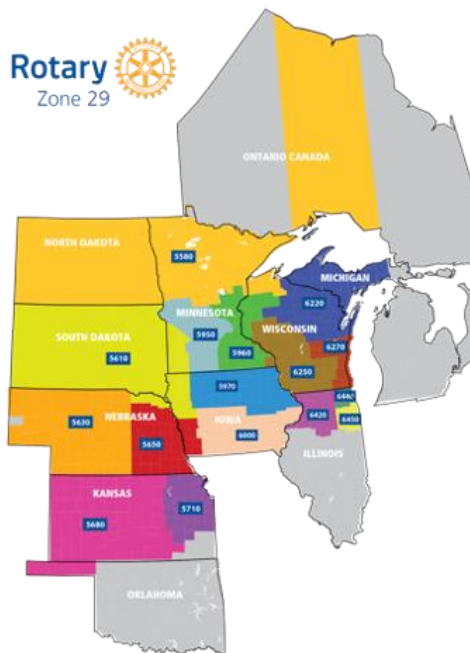 Rotary
Zone 29
ONTARIO CANADA
NORTH DAKOTA
5580
MICHIGAN
6220
MINNESOTA
5950
WISCONSIN
SOUTH DAKOTA
5610
5960
6270
6250
5970
6420
6450
NEBRASKA
5630
5650
IOWA
6000
ILLINOIS
KANSAS
5710
5680
OKLAHOMA